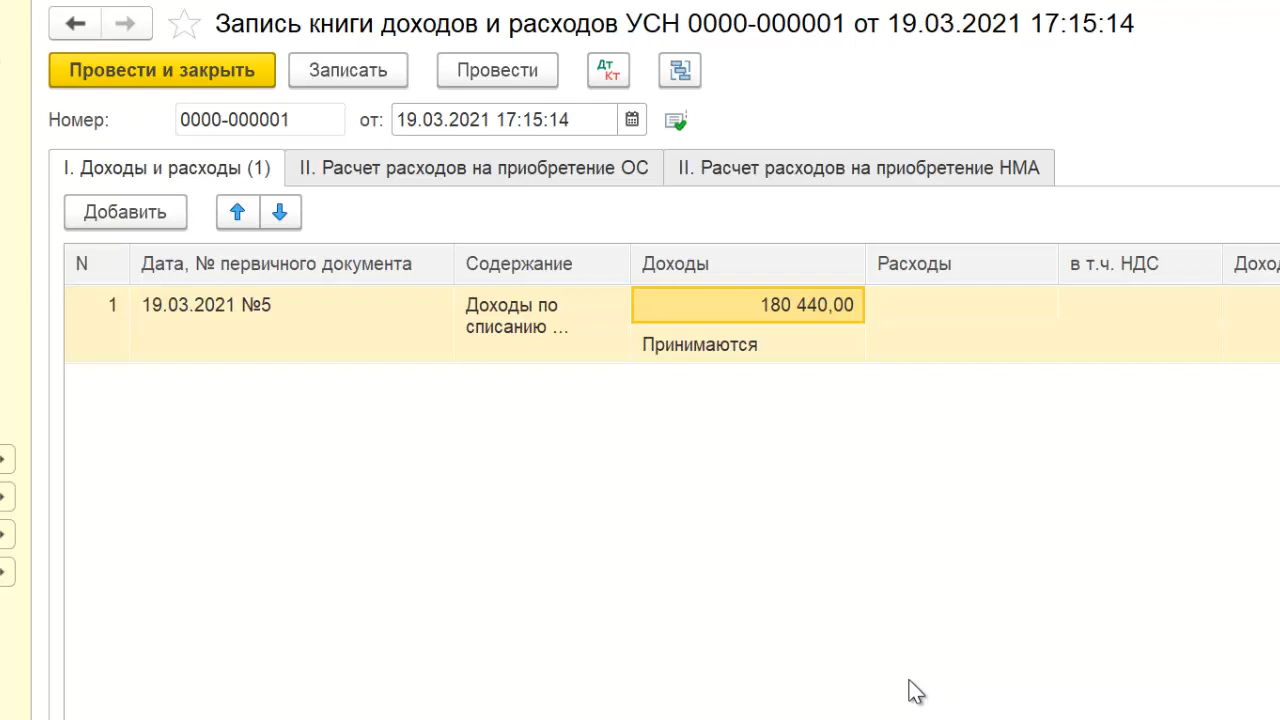 Запись книги доходов и расходов УСН 0000-000001 от 19.03.2021 17:15:14
Провести и закрыть Записать Провести Дт Кт
Номер: 0000-000001 от: 19.03.2021 17:15:14
I. Доходы и расходы (1) II. Расчет расходов на приобретение ОС II. Расчет расходов на приобретение НМА
Добавить
N Дата, № первичного документа Содержание Доходы Расходы в т.ч. НДС Доход
1 19.03.2021 №5 Доходы по 180 440,00
списанию ...
Принимаются